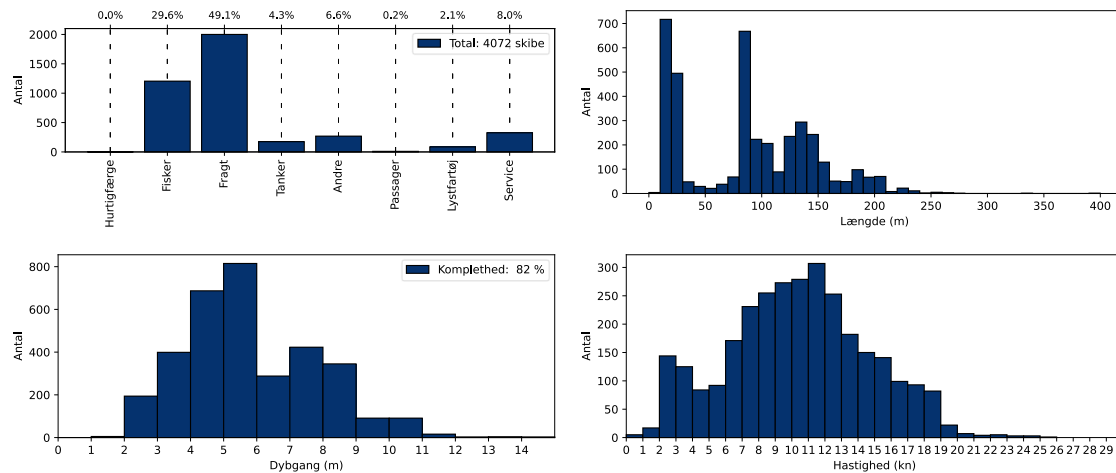 0.0% 29.6% 49.1% 4.3% 6.6% 0.2% 2.1% 8.0%
Total: 4072 skibe
2000
1500
1000
500
0
Antal
Hurtigfærge Fisker Fragt Tanker Andre Passager Lystfartøj Service
700
600
500
400
300
200
100
0
Antal
0 50 100 150 200 250 300 350 400
Længde (m)
Komplethed: 82 %
800
600
400
200
0
Antal
0 1 2 3 4 5 6 7 8 9 10 11 12 13 14
Dybgang (m)
300
250
200
150
100
50
0
Antal
0 1 2 3 4 5 6 7 8 9 10 11 12 13 14 15 16 17 18 19 20 21 22 23 24 25 26 27 28 29
Hastighed (kn)